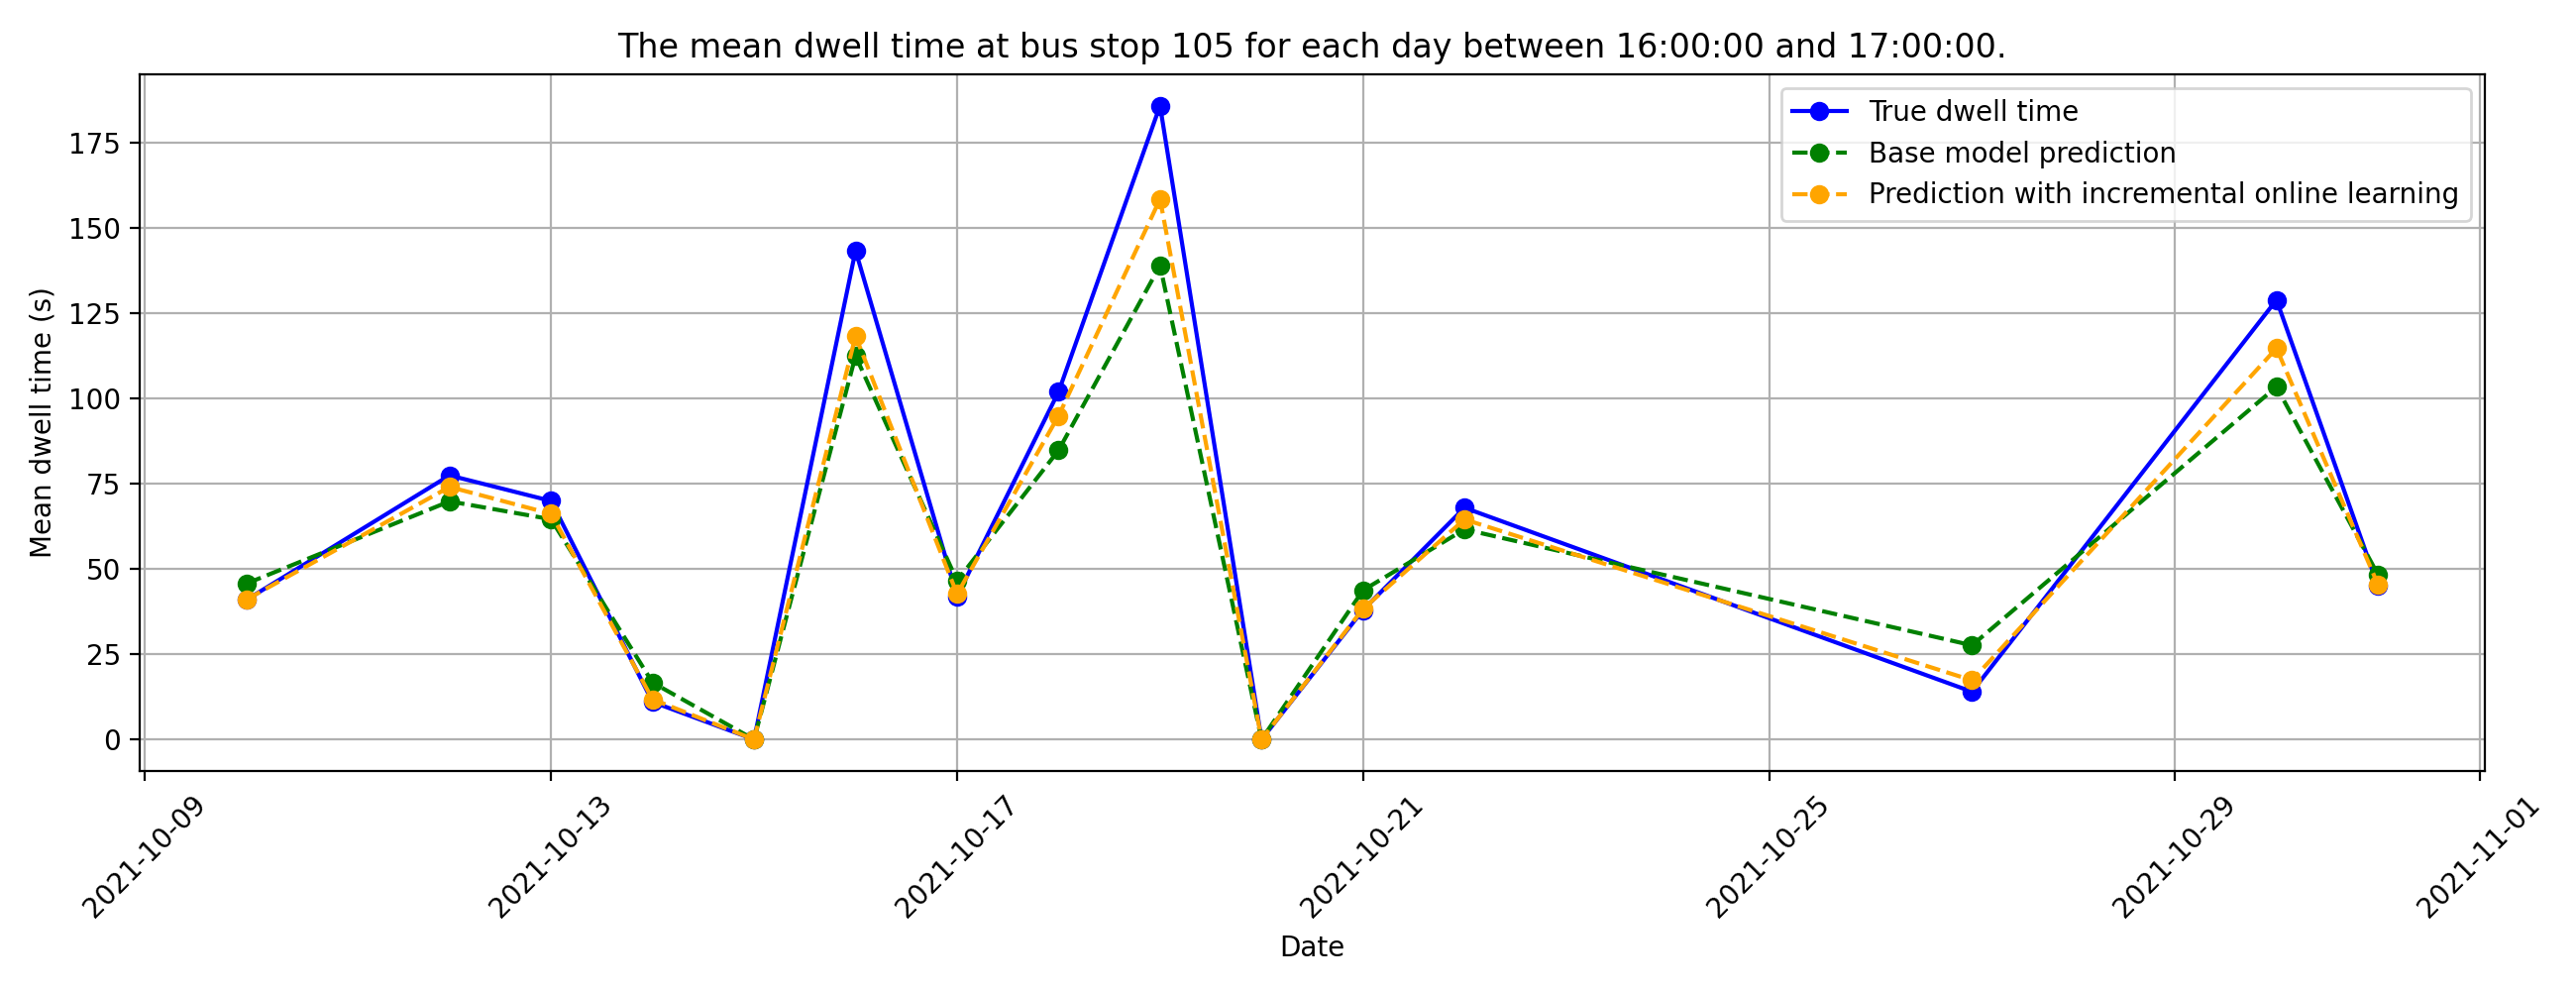 The mean dwell time at bus stop 105 for each day between 16:00:00 and 17:00:00.
True dwell time
Base model prediction
Prediction with incremental online learning
Mean dwell time (s)
175
150
125
100
75
50
25
0
2021-10-09
2021-10-13
2021-10-17
2021-10-21
2021-10-25
2021-10-29
2021-11-01
Date